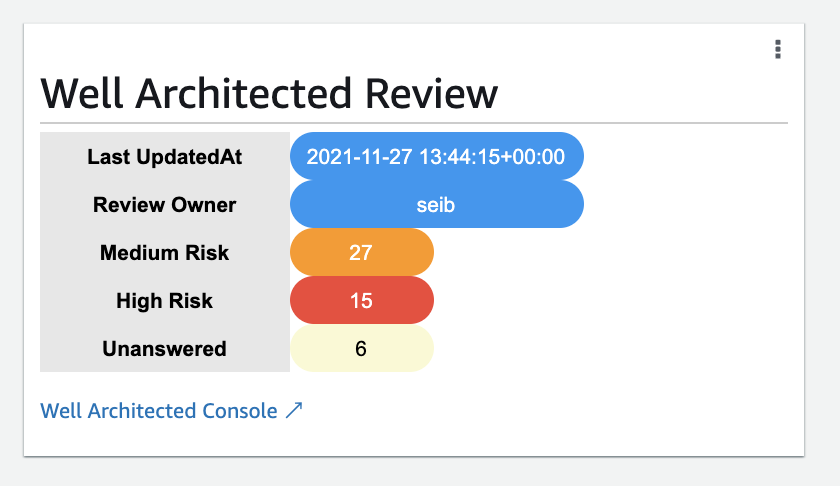 Well Architected Review
Last UpdatedAt 2021-11-27 13:44:15+00:00
Review Owner seib
Medium Risk 27
High Risk 15
Unanswered 6
Well Architected Console